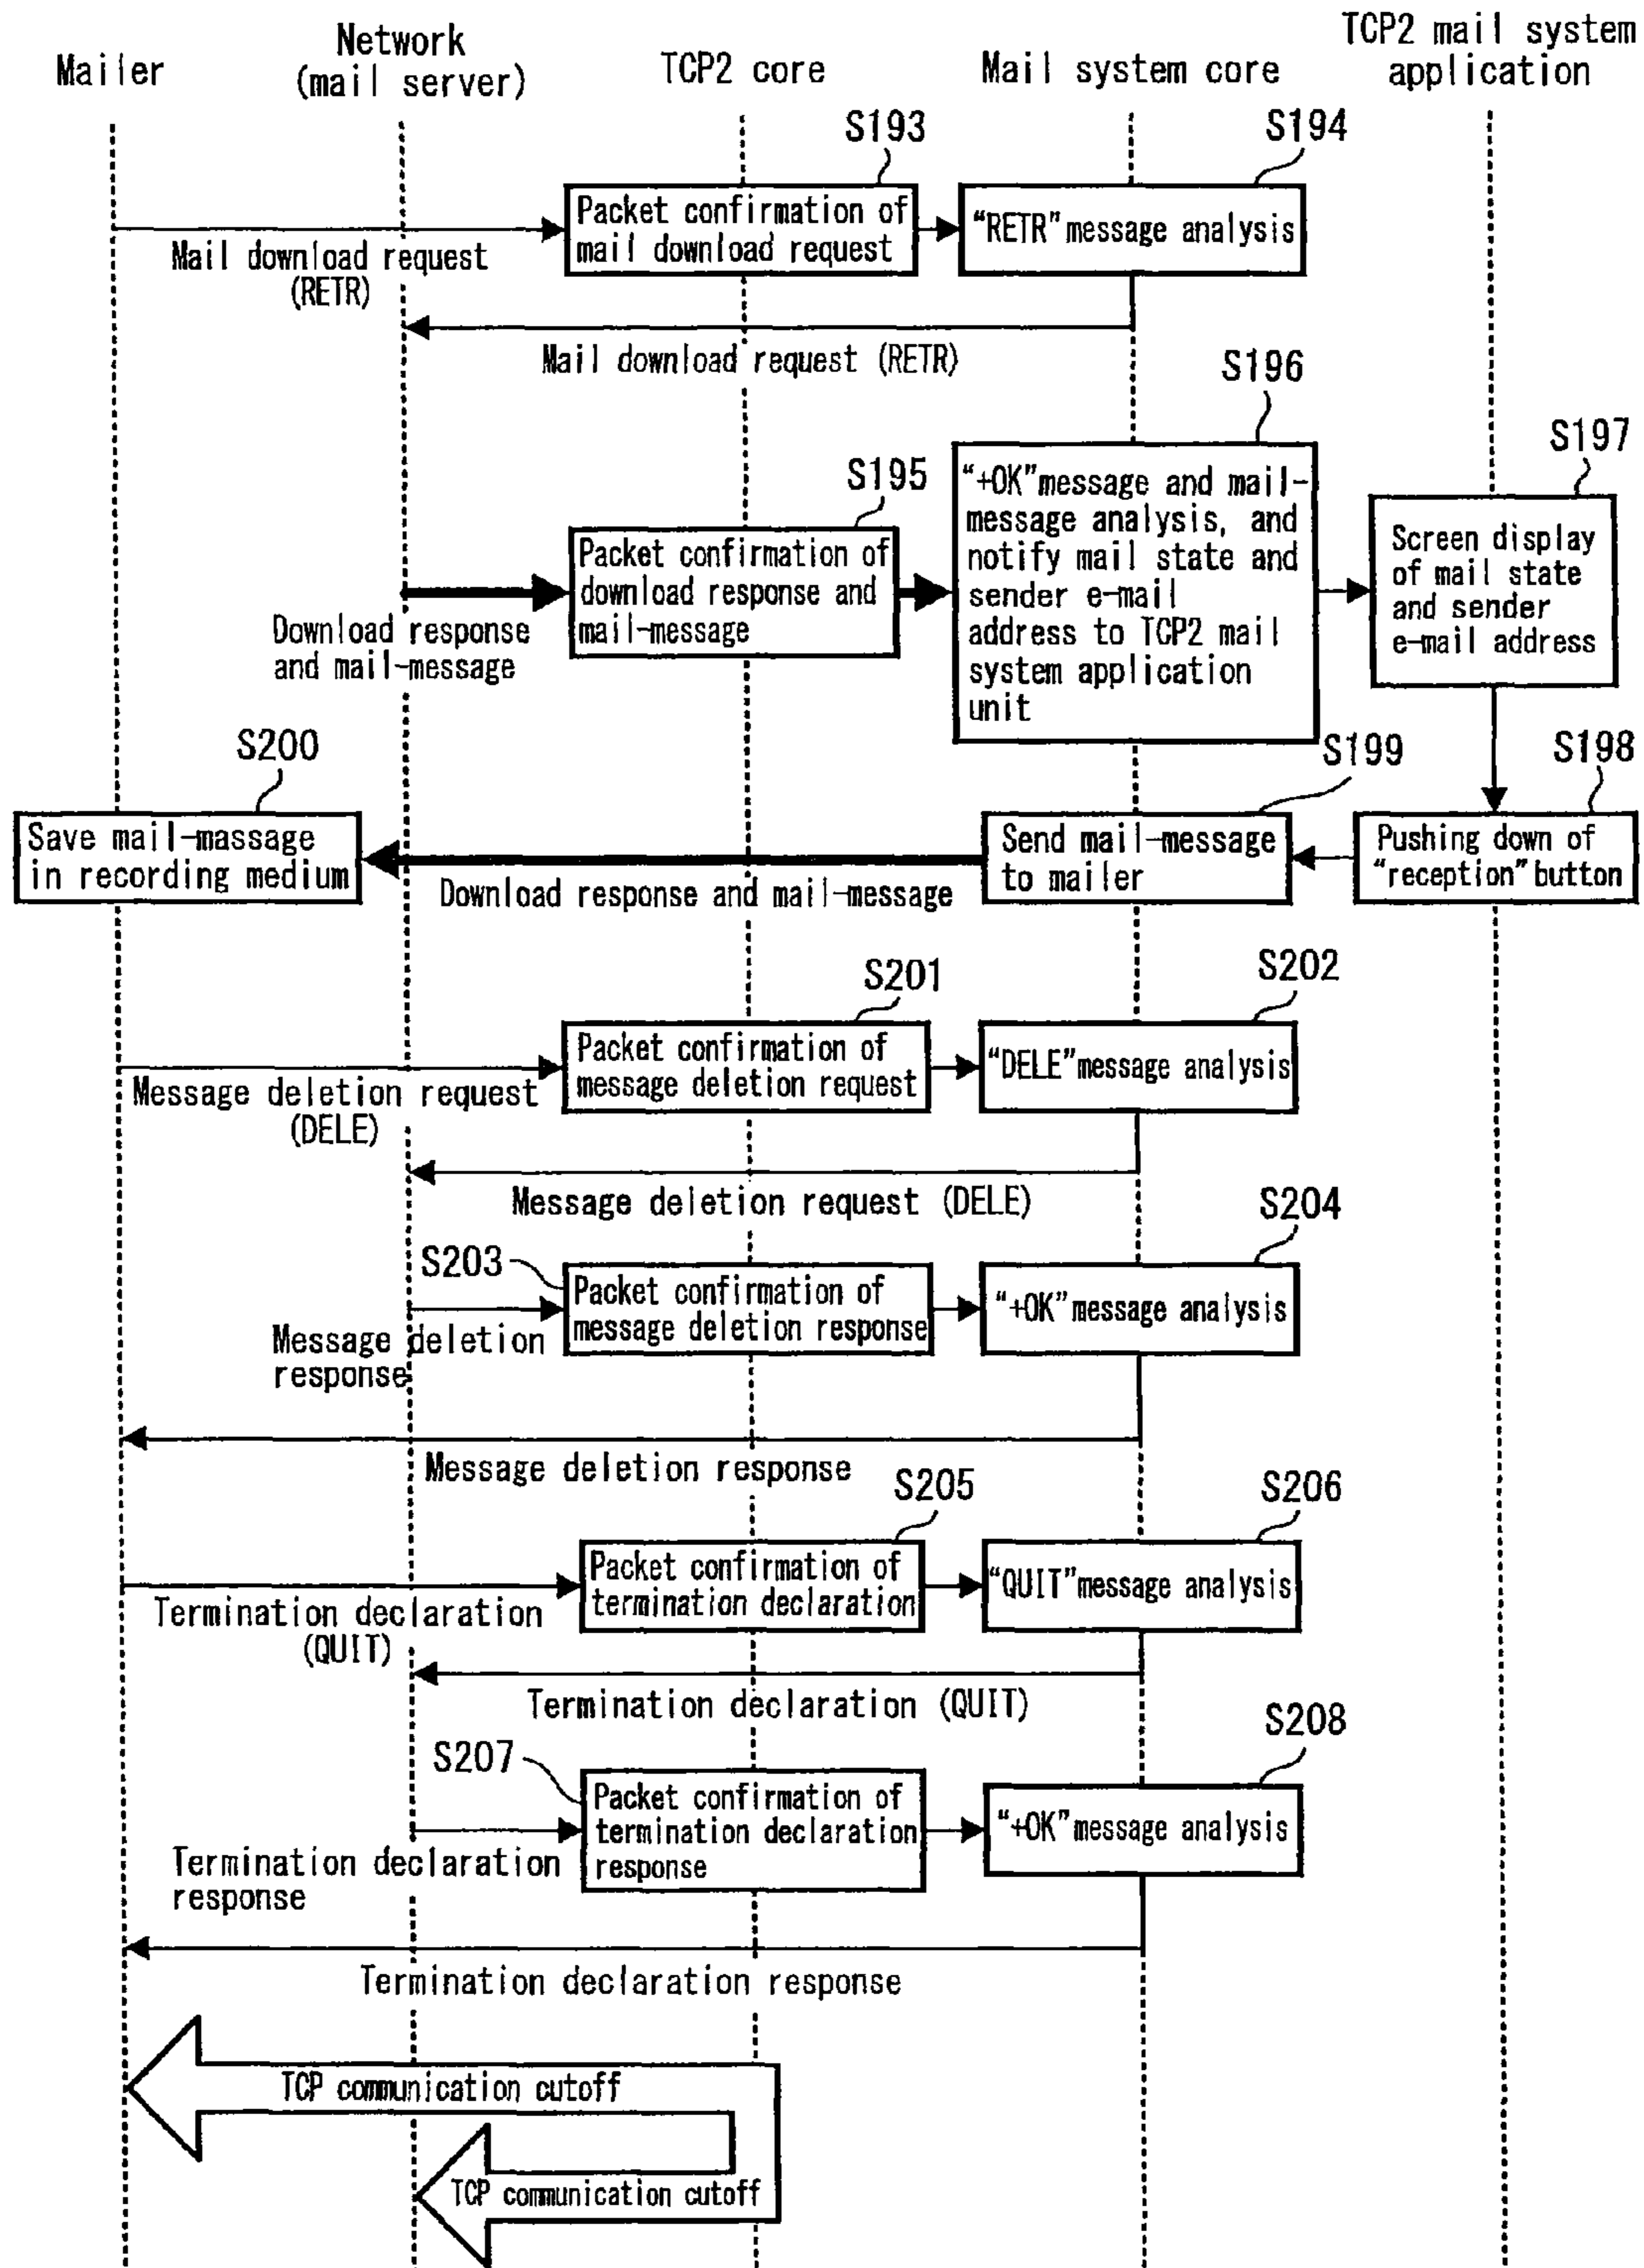 Mailer
Network
(mail server)
TCP2 core
Mail system core
TCP2 mail system
application
S193
S194
Packet confirmation of
mail download request
"RETR" message analysis
Mail download request
(RETR)
Mail download request (RETR)
S195
S196
S197
Packet confirmation of
download response and
mail-message
"+OK" message and mail-
message analysis, and
notify mail state and
sender e-mail
address to TCP2 mail
system application
unit
Screen display
of mail state
and sender
e-mail address
Download response
and mail-message
S200
S199
S198
Save mail-massage
in recording medium
Send mail-message
to mailer
Pushing down of
"reception" button
Download response and mail-message
S201
S202
Packet confirmation of
message deletion request
"DELE" message analysis
Message deletion request
(DELE)
Message deletion request (DELE)
S203
S204
Packet confirmation of
message deletion response
"+OK" message analysis
Message deletion
response
Message deletion response
S205
S206
Packet confirmation of
termination declaration
"QUIT" message analysis
Termination declaration
(QUIT)
Termination declaration (QUIT)
S207
S208
Packet confirmation of
termination declaration
response
"+OK" message analysis
Termination declaration
response
Termination declaration response
TCP communication cutoff
TCP communication cutoff